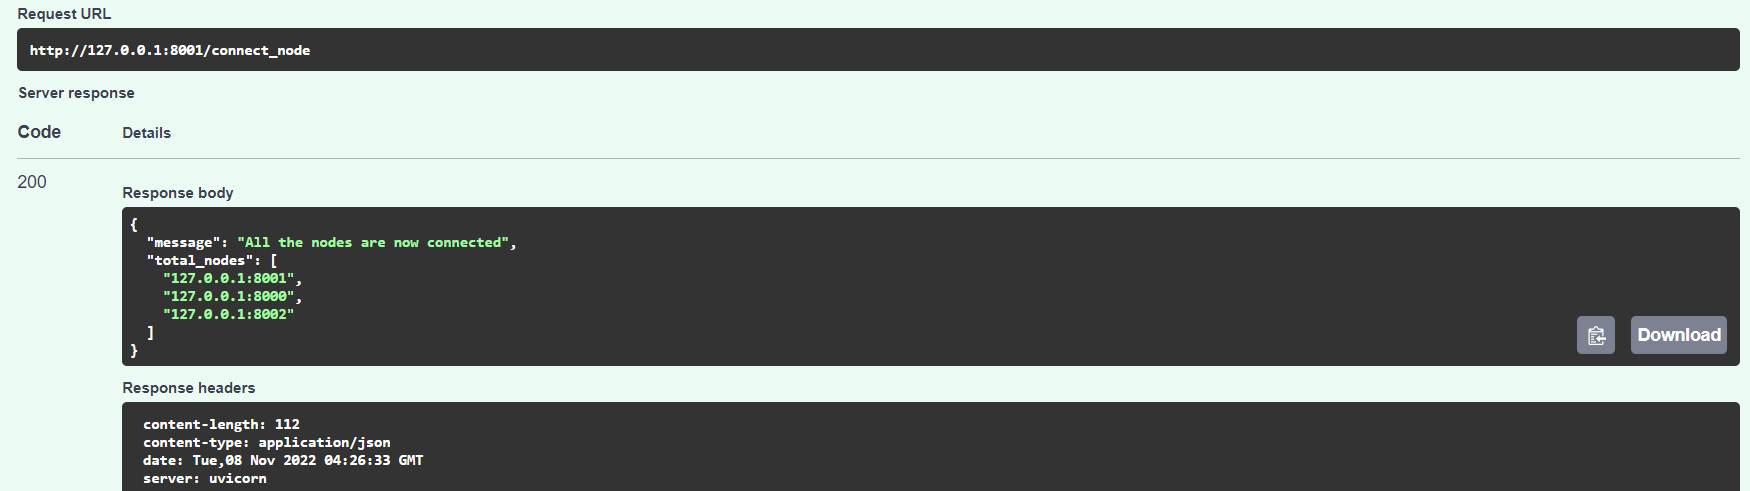 Request URL
http://127.0.0.1:8001/connect_node
Server response
Code Details
200
Response body
{
"message": "All the nodes are now connected",
"total_nodes": [
"127.0.0.1:8001",
"127.0.0.1:8000",
"127.0.0.1:8002"
]
}
Download
Response headers
content-length: 112
content-type: application/json
date: Tue,08 Nov 2022 04:26:33 GMT
server: uvicorn